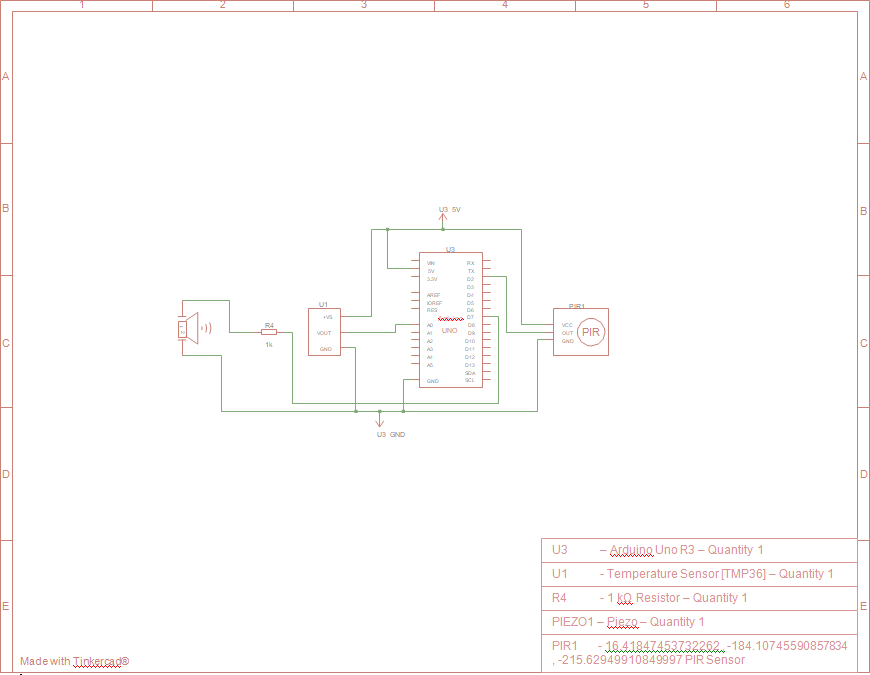 1 2 3 4 5 6
A A
B B
C C
D D
E E
U3 5V
U3
VIN RX
5V TX
3.3V D2
D3
AREF D4
IOREF D5
RES D6
D7
A0 D8
A1 D9
A2 D10
A3 D11
A4 D12
A5 D13
SDA
GND SCL
UNO
U1
+VS
VOUT
GND
R4
1k
1
2
PIR1
VCC
OUT
GND
PIR
U3 GND
U3 – Arduino Uno R3 – Quantity 1
U1 - Temperature Sensor [TMP36] – Quantity 1
R4 - 1 kΩ Resistor – Quantity 1
PIEZO1 – Piezo – Quantity 1
PIR1 - 16.41847453732262 , -184.10745590857834
, -215.62949910849997 PIR Sensor
Made with Tinkercad®